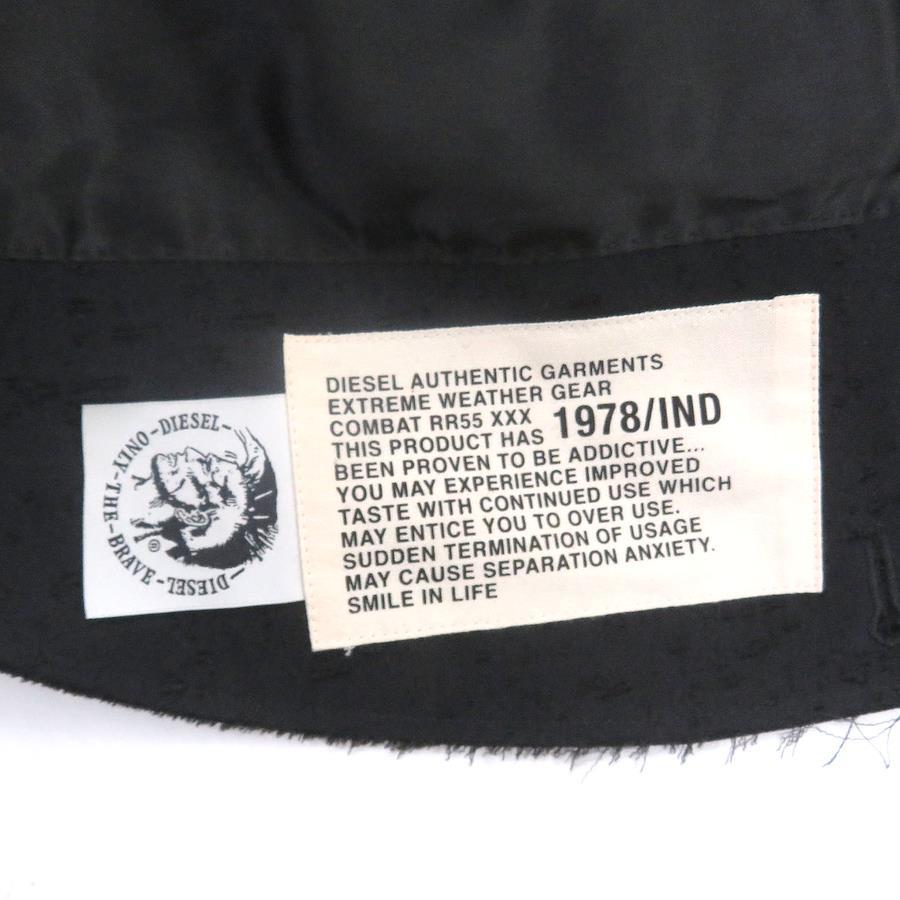 DIESEL-ONLY-THE-BRAVE-DIESEL-
®
DIESEL AUTHENTIC GARMENTS
EXTREME WEATHER GEAR
COMBAT RR55 XXX 1978/IND
THIS PRODUCT HAS
BEEN PROVEN TO BE ADDICTIVE...
YOU MAY EXPERIENCE IMPROVED
TASTE WITH CONTINUED USE WHICH
MAY ENTICE YOU TO OVER USE.
SUDDEN TERMINATION OF USAGE
MAY CAUSE SEPARATION ANXIETY.
SMILE IN LIFE